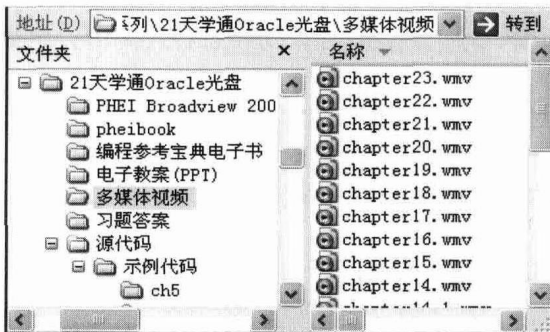 地址(D) 系列\21天学通Oracle光盘\多媒体视频 转到
文件夹 × 名称
21天学通Oracle光盘
PHEI Broadview 200
pheibook
编程参考宝典电子书
电子教案(PPT)
多媒体视频
习题答案
源代码
示例代码
ch5
chapter23.wmv
chapter22.wmv
chapter21.wmv
chapter20.wmv
chapter19.wmv
chapter18.wmv
chapter17.wmv
chapter16.wmv
chapter15.wmv
chapter14.wmv